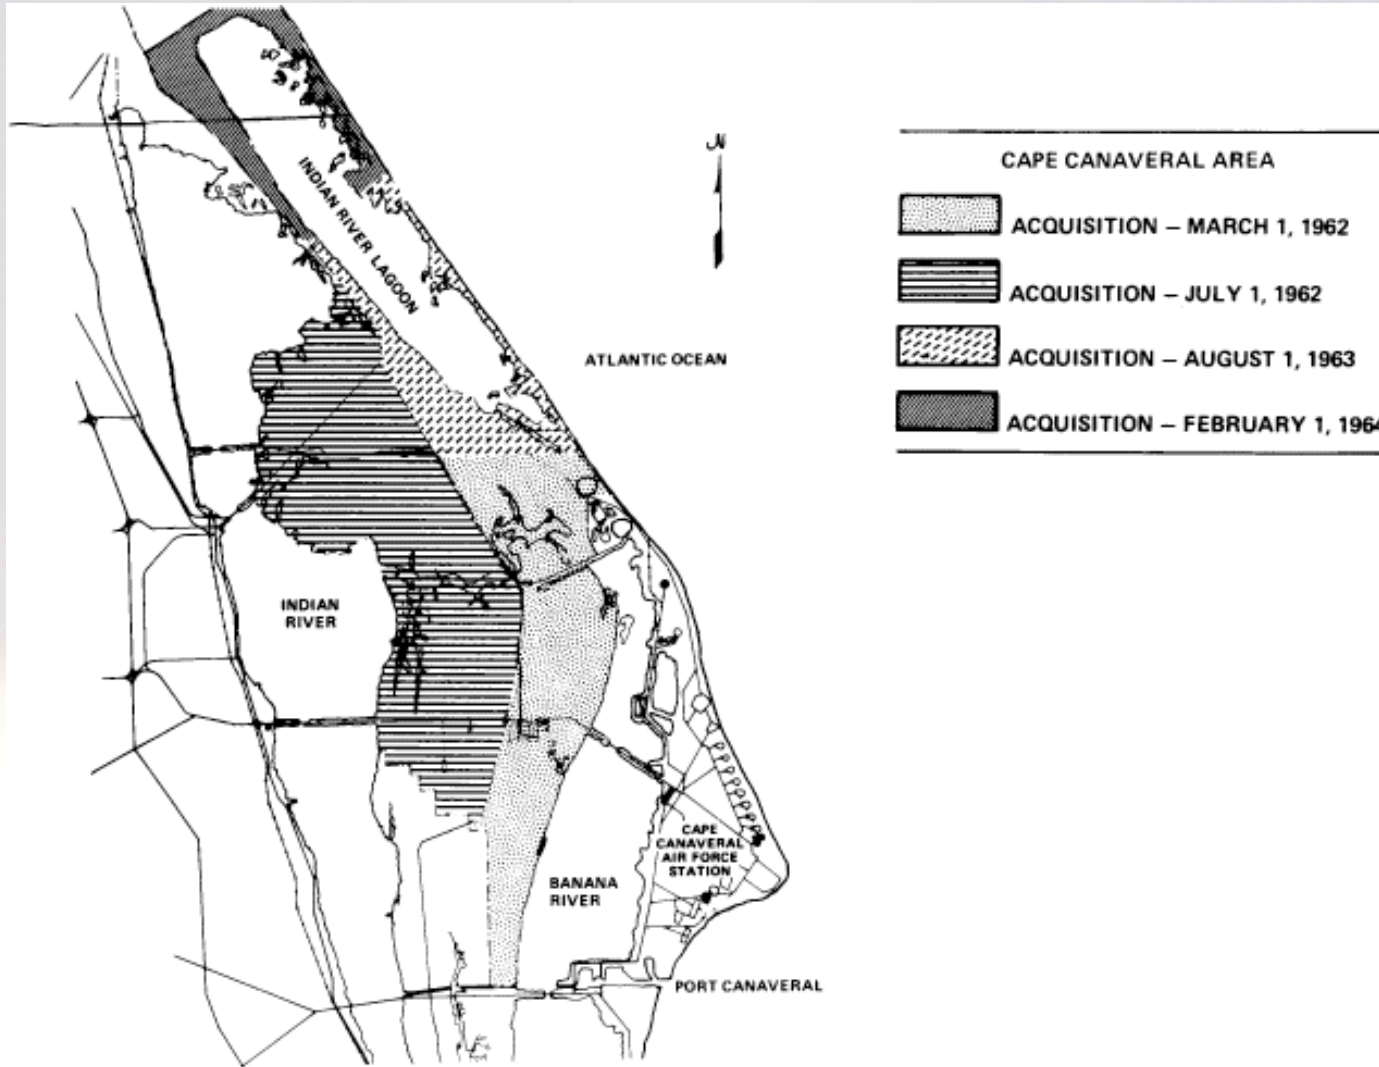 N
INDIAN RIVER LAGOON
ATLANTIC OCEAN
INDIAN
RIVER
CAPE
CANAVERAL
AIR FORCE
STATION
BANANA
RIVER
PORT CANAVERAL
CAPE CANAVERAL AREA
ACQUISITION – MARCH 1, 1962
ACQUISITION – JULY 1, 1962
ACQUISITION – AUGUST 1, 1963
ACQUISITION – FEBRUARY 1, 1964